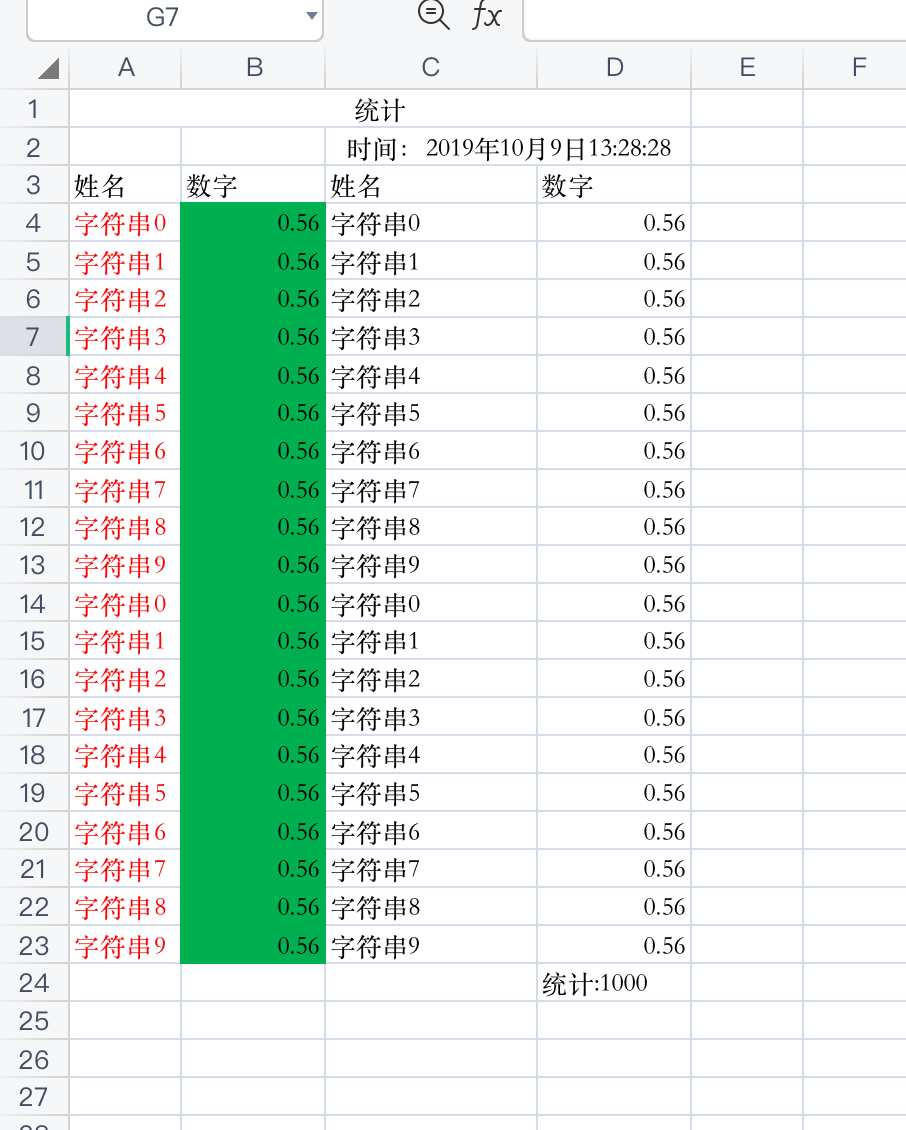 G7 fx
A B C D E F
1 统计
2 时间： 2019年10月9日13:28:28
3 姓名 数字 姓名 数字
4 字符串0 0.56 字符串0 0.56
5 字符串1 0.56 字符串1 0.56
6 字符串2 0.56 字符串2 0.56
7 字符串3 0.56 字符串3 0.56
8 字符串4 0.56 字符串4 0.56
9 字符串5 0.56 字符串5 0.56
10 字符串6 0.56 字符串6 0.56
11 字符串7 0.56 字符串7 0.56
12 字符串8 0.56 字符串8 0.56
13 字符串9 0.56 字符串9 0.56
14 字符串0 0.56 字符串0 0.56
15 字符串1 0.56 字符串1 0.56
16 字符串2 0.56 字符串2 0.56
17 字符串3 0.56 字符串3 0.56
18 字符串4 0.56 字符串4 0.56
19 字符串5 0.56 字符串5 0.56
20 字符串6 0.56 字符串6 0.56
21 字符串7 0.56 字符串7 0.56
22 字符串8 0.56 字符串8 0.56
23 字符串9 0.56 字符串9 0.56
24 统计:1000
25
26
27